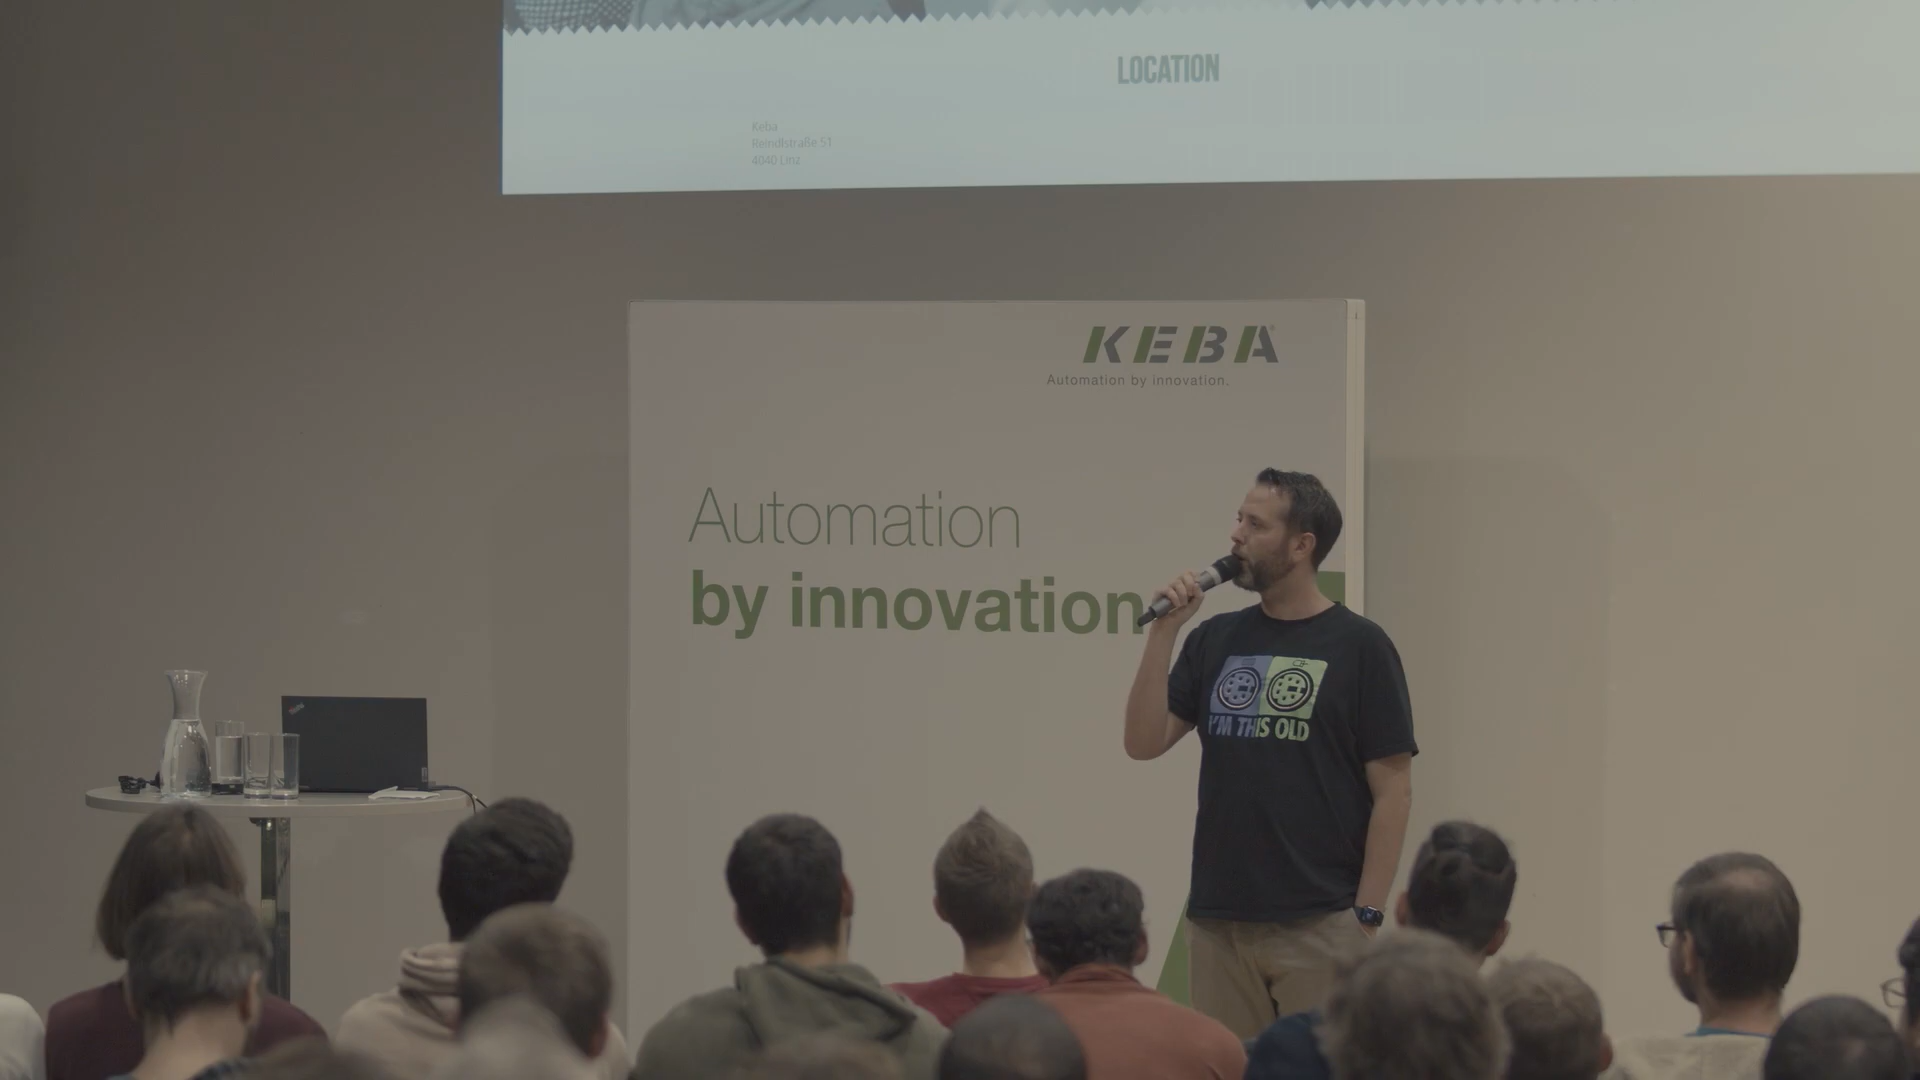 LOCATION
Keba
Reindlstraße 51
4040 Linz
KEBA
Automation by innovation.
Automation
by innovation
I'M THIS OLD